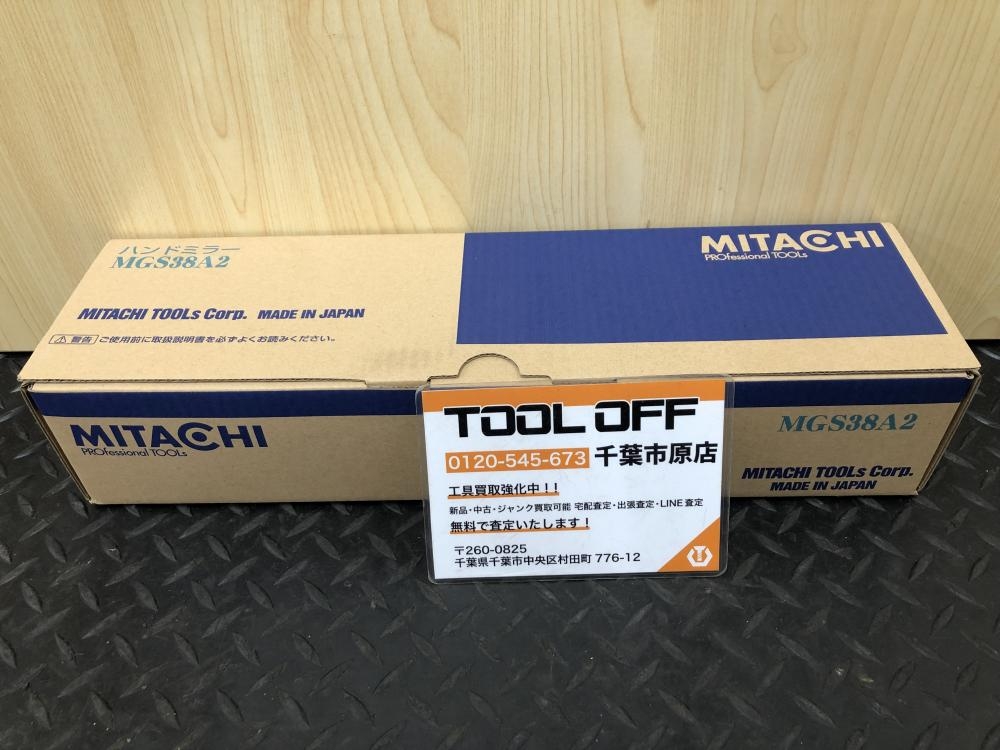 ハンドミラー
MGS38A2
MITACHI
PROfessional TOOLs
MITACHI TOOLs Corp. MADE IN JAPAN
⚠警告 ご使用前に取扱説明書を必ずよくお読みください。
MITACHI
PROfessional TOOLs
MGS38A2
MITACHI TOOLs Corp.
MADE IN JAPAN
TOOL OFF
0120-545-673 千葉市原店
工具買取強化中!!
新品・中古・ジャンク買取可能 宅配査定・出張査定・LINE査定
無料で査定いたします!
〒260-0825
千葉県千葉市中央区村田町 776-12